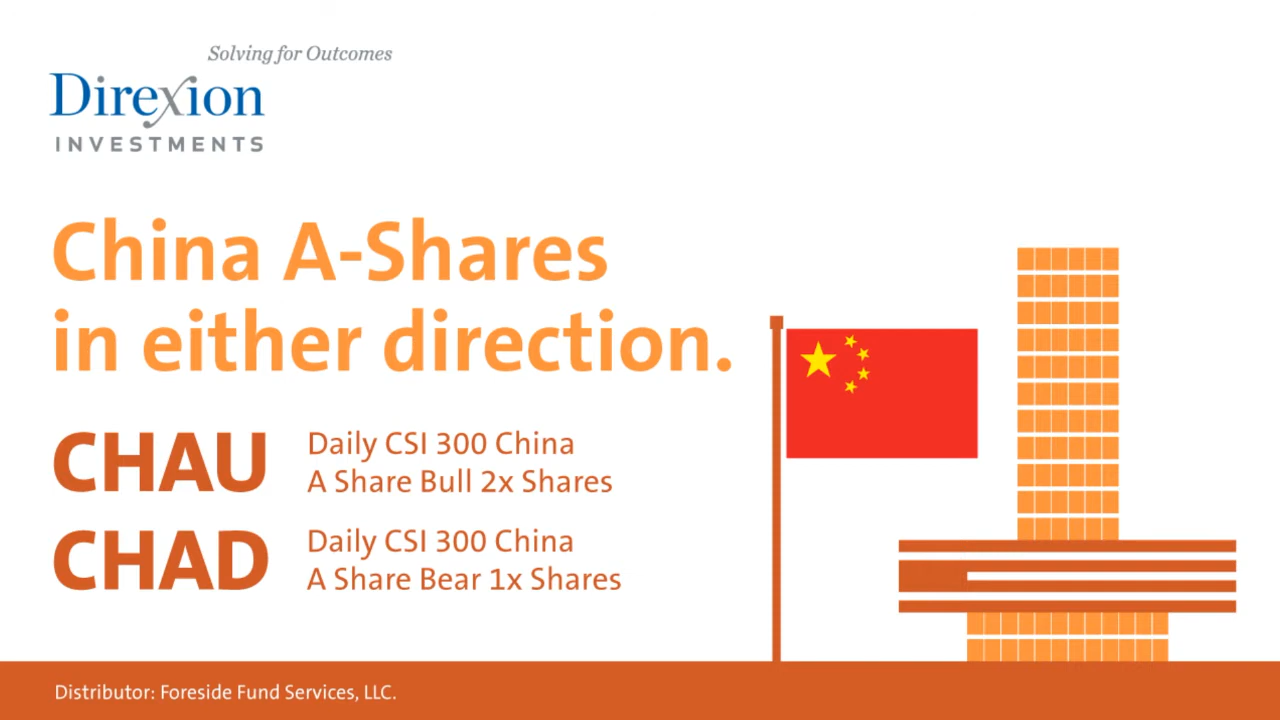 Solving for Outcomes
Direxion
INVESTMENTS
China A-Shares
in either direction.
CHAU
Daily CSI 300 China
A Share Bull 2x Shares
CHAD
Daily CSI 300 China
A Share Bear 1x Shares
Distributor: Foreside Fund Services, LLC.